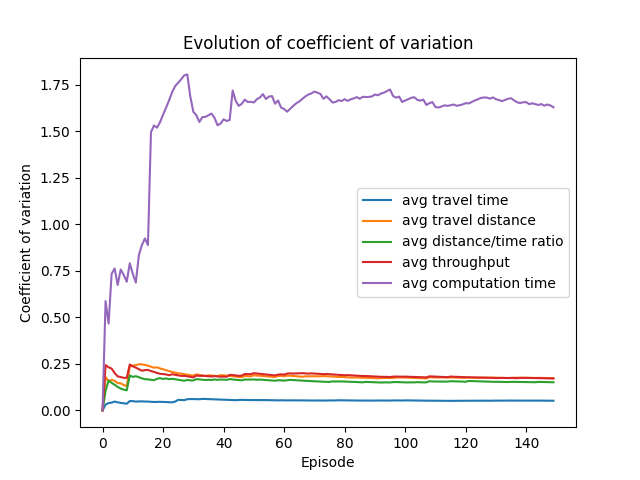 Evolution of coefficient of variation
Coefficient of variation
1.75
1.50
1.25
1.00
0.75
0.50
0.25
0.00
avg travel time
avg travel distance
avg distance/time ratio
avg throughput
avg computation time
0 20 40 60 80 100 120 140
Episode